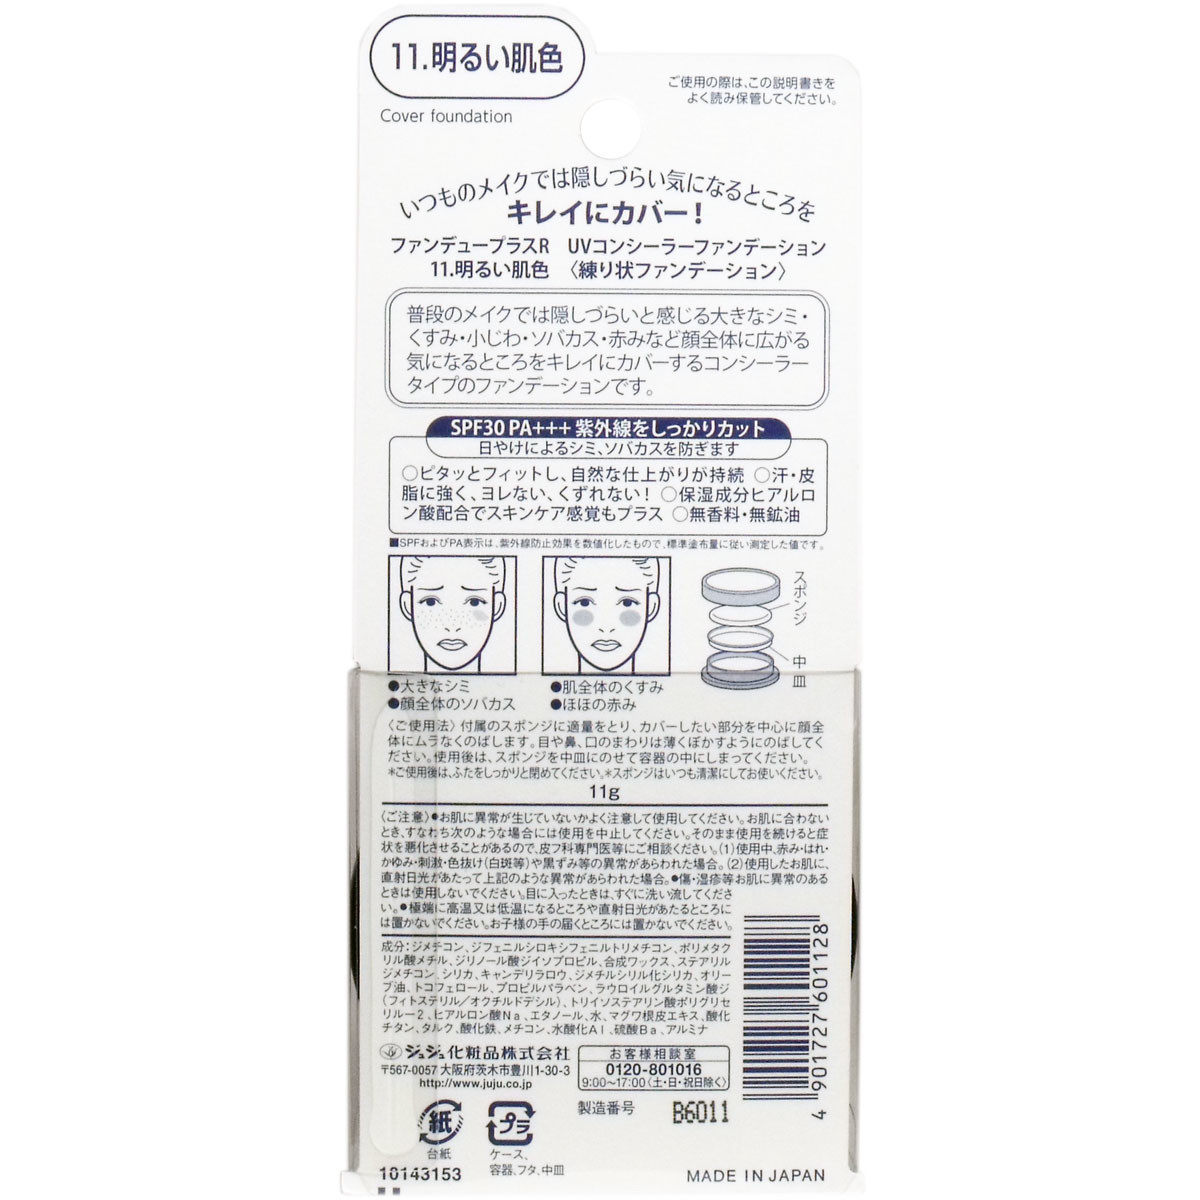 11.明るい肌色
Cover foundation
ご使用の際は、この説明書きを
よく読み保管してください。
いつものメイクでは隠しづらい気になるところを
キレイにカバー!
ファンデュープラスR UVコンシーラーファンデーション
11.明るい肌色 〈練り状ファンデーション〉
普段のメイクでは隠しづらいと感じる大きなシミ・
くすみ・小じわ・ソバカス・赤みなど顔全体に広がる
気になるところをキレイにカバーするコンシーラー
タイプのファンデーションです。
SPF30 PA+++ 紫外線をしっかりカット
日やけによるシミ、ソバカスを防ぎます
○ピタッとフィットし、自然な仕上がりが持続 ○汗・皮
脂に強く、ヨレない、くずれない! ○保湿成分ヒアルロ
ン酸配合でスキンケア感覚もプラス ○無香料・無鉱油
■SPFおよびPA表示は、紫外線防止効果を数値化したもので、標準塗布量に従い測定した値です。
スポンジ
中皿
●大きなシミ
●顔全体のソバカス
●肌全体のくすみ
●ほほの赤み
〈ご使用法〉付属のスポンジに適量をとり、カバーしたい部分を中心に顔全
体にムラなくのばします。目や鼻、口のまわりは薄くぼかすようにのばしてく
ださい。使用後は、スポンジを中皿にのせて容器の中にしまってください。
*ご使用後は、ふたをしっかりと閉めてください。*スポンジはいつも清潔にしてお使いください。
11g
〈ご注意〉●お肌に異常が生じていないかよく注意して使用してください。お肌に合わない
とき、すなわち次のような場合には使用を中止してください。そのまま使用を続けると症
状を悪化させることがあるので、皮フ科専門医等にご相談ください。(1)使用中、赤み・はれ・
かゆみ・刺激・色抜け(白斑等)や黒ずみ等の異常があらわれた場合。(2)使用したお肌に、
直射日光があたって上記のような異常があらわれた場合。●傷・湿疹等お肌に異常のある
ときは使用しないでください。目に入ったときは、すぐに洗い流してくださ
い。●極端に高温又は低温になるところや直射日光があたるところに
は置かないでください。お子様の手の届くところには置かないでください。
成分:ジメチコン、ジフェニルシロキシフェニルトリメチコン、ポリメタク
リル酸メチル、ジリノール酸ジイソプロピル、合成ワックス、ステアリル
ジメチコン、シリカ、キャンデリラロウ、ジメチルシリル化シリカ、オリー
ブ油、トコフェロール、プロピルパラベン、ラウロイルグルタミン酸ジ
(フィトステリル/オクチルドデシル)、トリイソステアリン酸ポリグリセ
リルー2、ヒアルロン酸Na、エタノール、水、マグワ根皮エキス、酸化
チタン、タルク、酸化鉄、メチコン、水酸化Al、硫酸Ba、アルミナ
ジュジュ化粧品株式会社
〒567-0057 大阪府茨木市豊川1-30-3
http://www.juju.co.jp
お客様相談室
0120-801016
9:00〜17:00(土・日・祝日除く)
4 901727 601128
紙
台紙
プラ
ケース、
容器、フタ、中皿
製造番号 B6011
10143153
MADE IN JAPAN